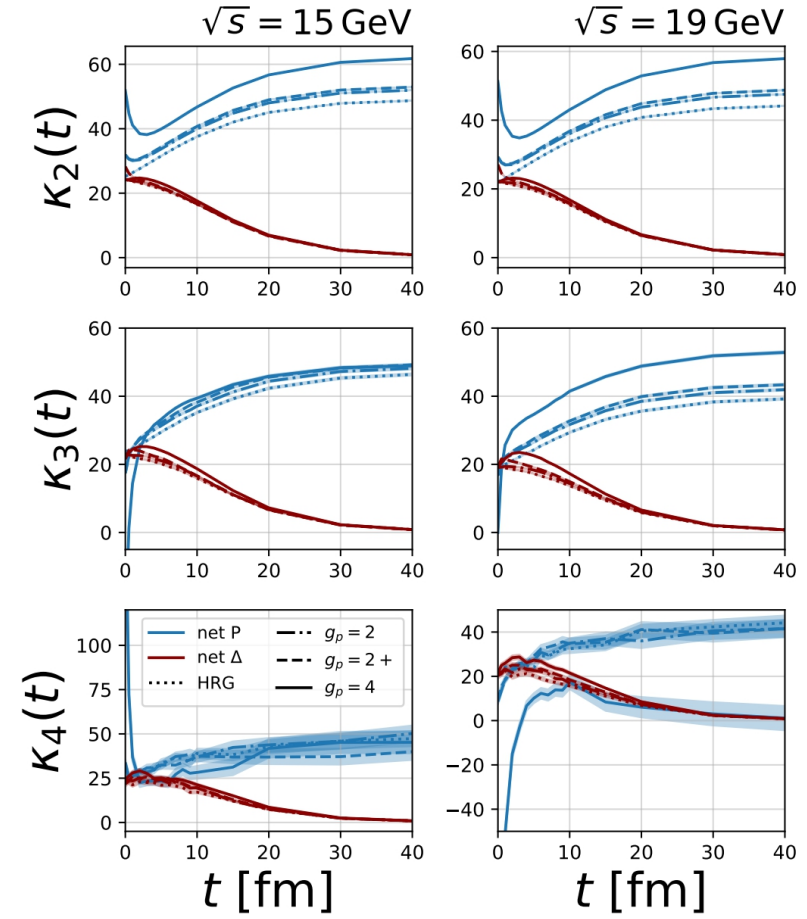 √s = 15 GeV
√s = 19 GeV
κ₂(t)
60
40
20
0
0 10 20 30 40
60
40
20
0
0 10 20 30 40
κ₃(t)
60
40
20
0
0 10 20 30 40
60
40
20
0
0 10 20 30 40
κ₄(t)
100
75
50
25
0
net P
net Δ
HRG
gₚ = 2
gₚ = 2 +
gₚ = 4
0 10 20 30 40
t [fm]
40
20
0
−20
−40
0 10 20 30 40
t [fm]